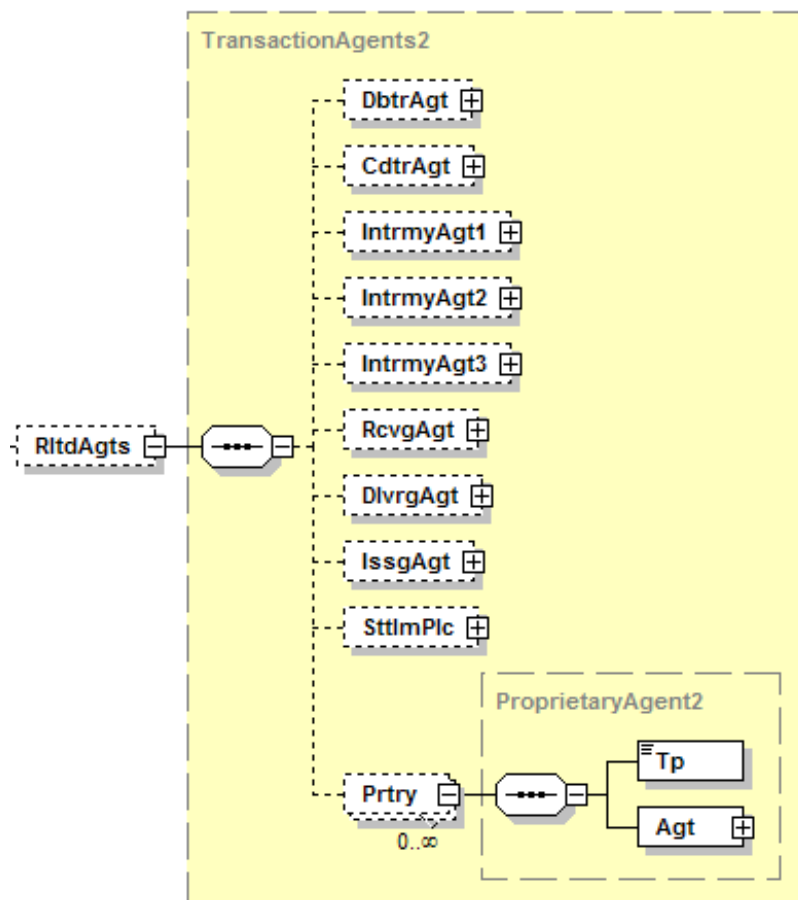 TransactionAgents2
DbtrAgt
CdtrAgt
IntrmyAgt1
IntrmyAgt2
IntrmyAgt3
RltdAgts
RcvgAgt
DlvrgAgt
IssgAgt
SttlmPlc
ProprietaryAgent2
Tp
Prtry
0..∞
Agt